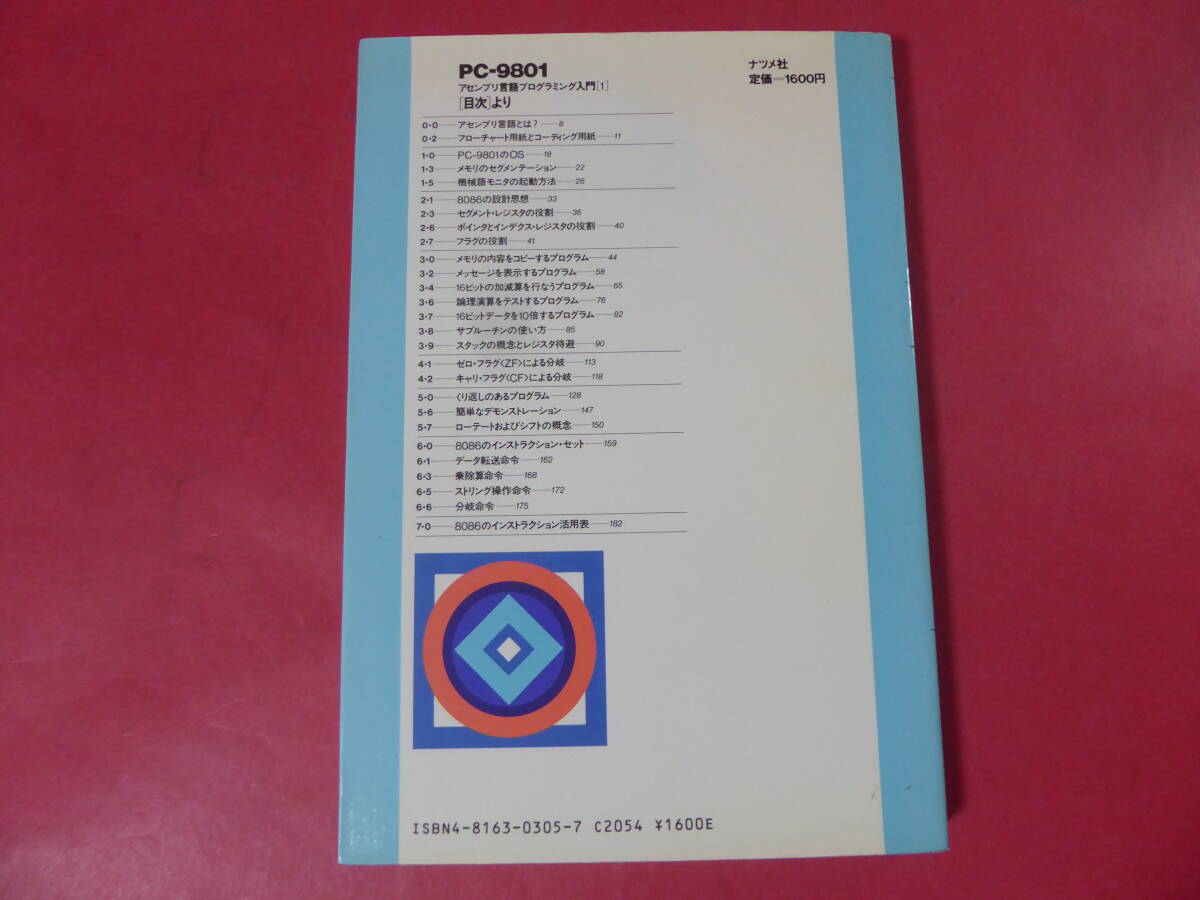 PC-9801
アセンブリ言語プログラミング入門[1]
[目次]より
ナツメ社
定価=1600円
0・0──アセンブリ言語とは?──8
0・2──フローチャート用紙とコーディング用紙──11
1・0──PC-9801のOS──18
1・3──メモリのセグメンテーション──22
1・5──機械語モニタの起動方法──26
2・1──8086の設計思想──33
2・3──セグメント・レジスタの役割──36
2・6──ポインタとインデクス・レジスタの役割──40
2・7──フラグの役割──41
3・0──メモリの内容をコピーするプログラム──44
3・2──メッセージを表示するプログラム──58
3・4──16ビットの加減算を行なうプログラム──65
3・6──論理演算をテストするプログラム──76
3・7──16ビットデータを10倍するプログラム──82
3・8──サブルーチンの使い方──85
3・9──スタックの概念とレジスタ待避──90
4・1──ゼロ・フラグ〈ZF〉による分岐──113
4・2──キャリ・フラグ〈CF〉による分岐──118
5・0──くり返しのあるプログラム──128
5・6──簡単なデモンストレーション──147
5・7──ローテートおよびシフトの概念──150
6・0──8086のインストラクション・セット──159
6・1──データ転送命令──162
6・3──乗除算命令──168
6・5──ストリング操作命令──172
6・6──分岐命令──175
7・0──8086のインストラクション活用表──182
ISBN4-8163-0305-7 C2054 ¥1600E